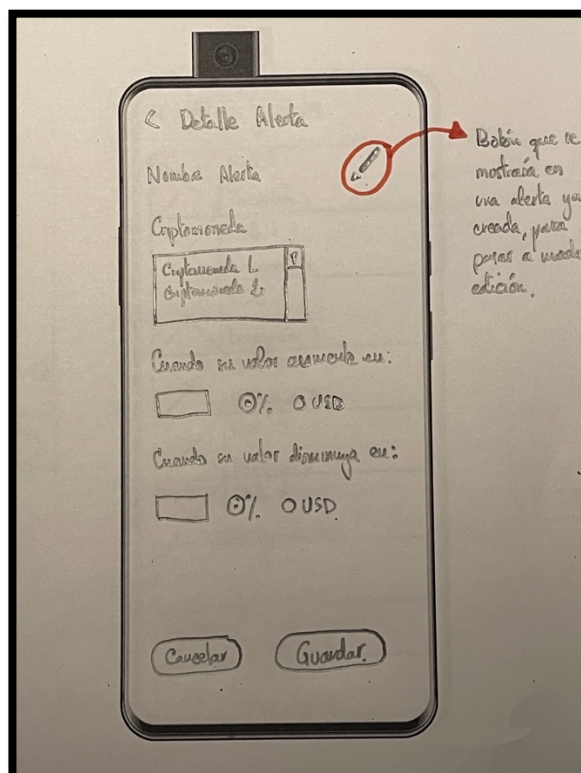 < Detalle Alerta
Nombre Alerta
Criptomoneda
Criptomoneda 1.
Criptomoneda 2.
Cuando su valor aumente en:
% USD
Cuando su valor disminuya en:
% USD
Cancelar
Guardar.
Botón que se
mostraría en
una alerta ya
creada, para
pasar a modo
edición.